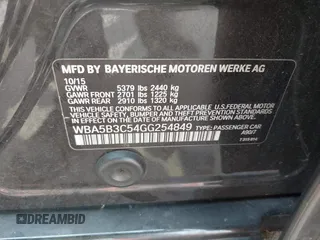 MFD BY BAYERISCHE MOTOREN WERKE AG
10/15
GVWR 5379 lbs 2440 kg
GAWR FRONT 2701 lbs 1225 kg
GAWR REAR 2910 lbs 1320 kg
THIS VEHICLE CONFORMS TO ALL APPLICABLE U.S. FEDERAL MOTOR
VEHICLE SAFETY, BUMPER, AND THEFT PREVENTION STANDARDS
IN EFFECT ON THE DATE OF MANUFACTURE SHOWN ABOVE.
WBA5B3C54GG254849 TYPE: PASSENGER CAR
A90/7
DREAMBID